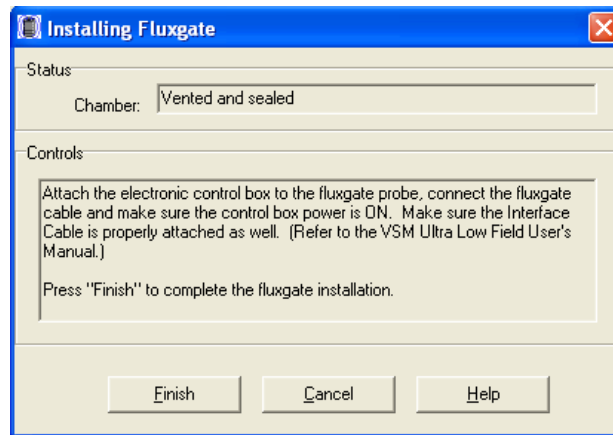 Installing Fluxgate
Status
Chamber: Vented and sealed
Controls
Attach the electronic control box to the fluxgate probe, connect the fluxgate
cable and make sure the control box power is ON. Make sure the Interface
Cable is properly attached as well. (Refer to the VSM Ultra Low Field User's
Manual.)
Press "Finish" to complete the fluxgate installation.
Finish Cancel Help